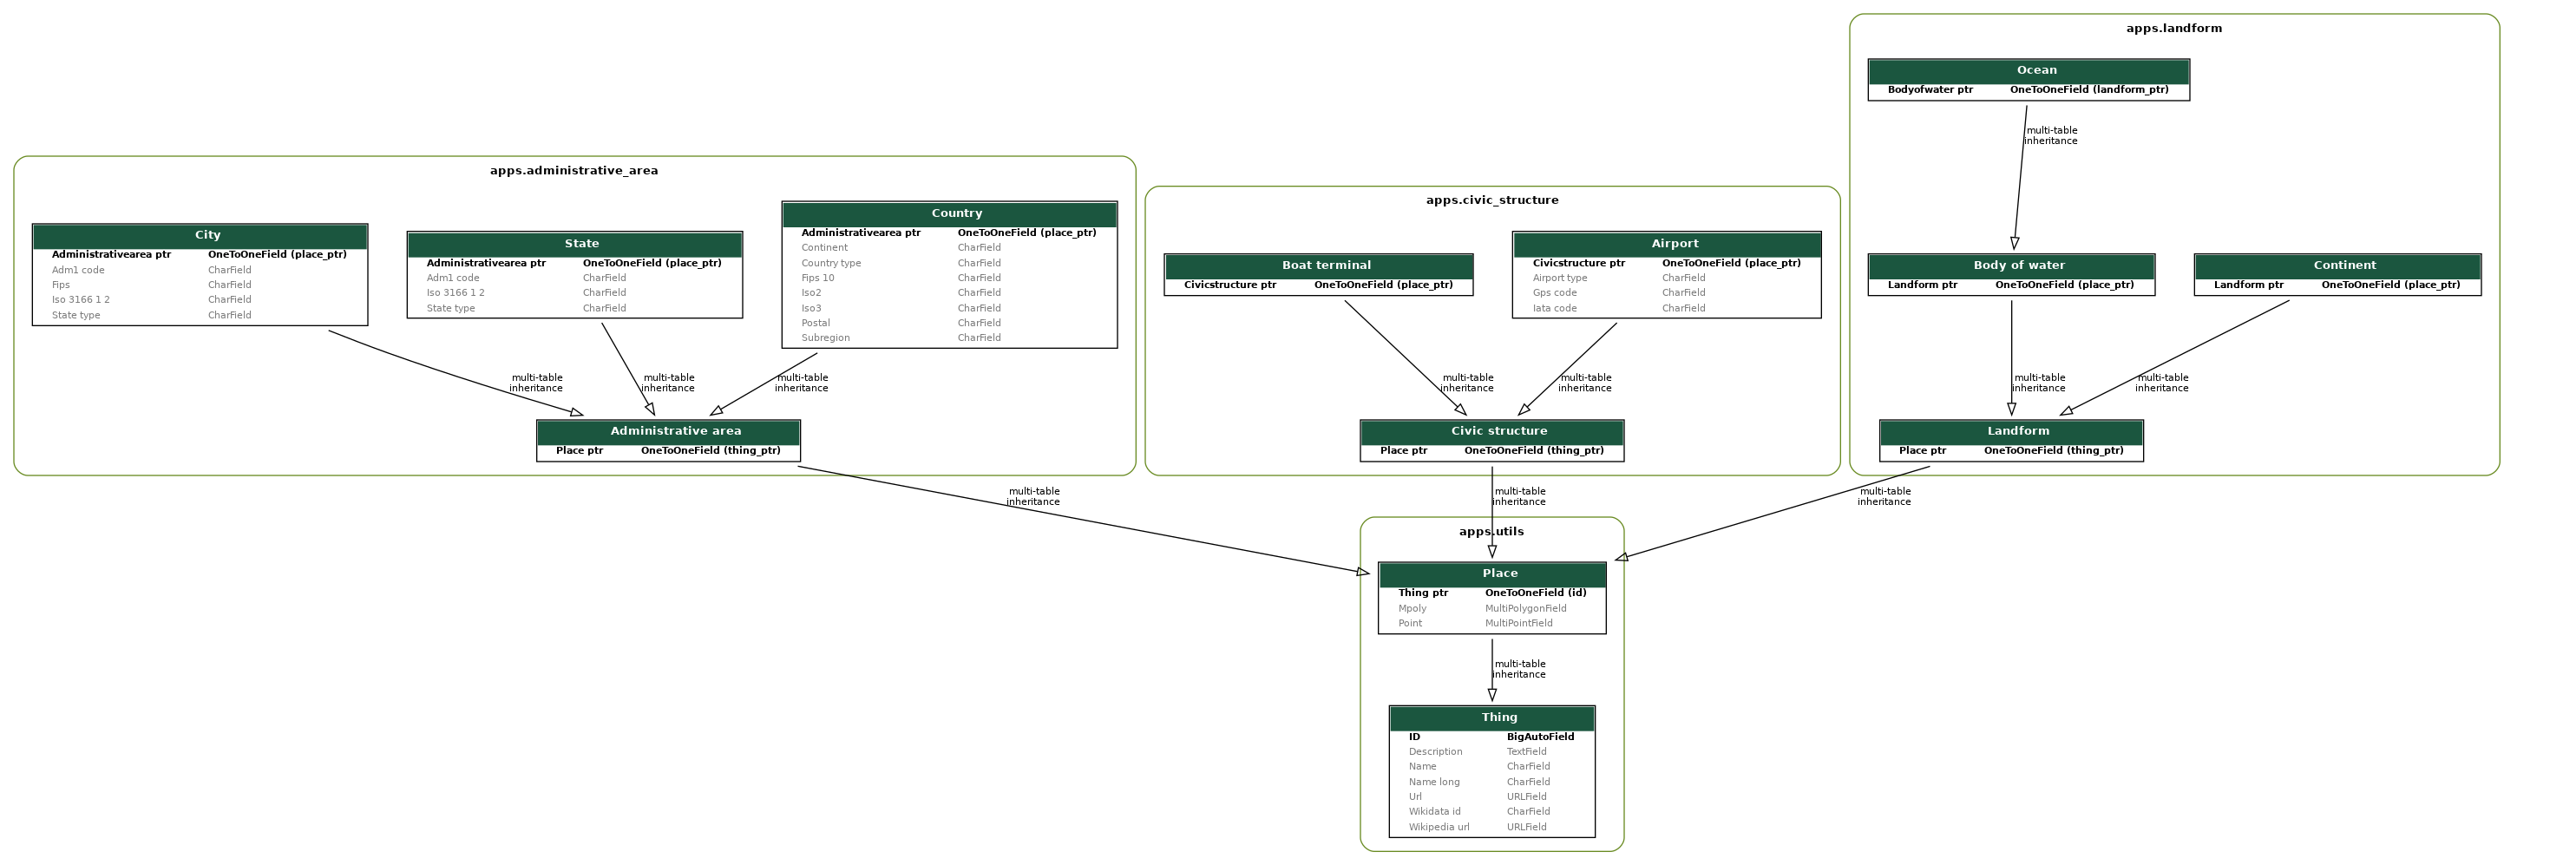 apps.landform
Ocean
Bodyofwater ptr OneToOneField (landform_ptr)
multi-table
inheritance
Body of water
Landform ptr OneToOneField (place_ptr)
Continent
Landform ptr OneToOneField (place_ptr)
multi-table
inheritance
multi-table
inheritance
Landform
Place ptr OneToOneField (thing_ptr)
apps.administrative_area
City
Administrativearea ptr OneToOneField (place_ptr)
Adm1 code CharField
Fips CharField
Iso 3166 1 2 CharField
State type CharField
State
Administrativearea ptr OneToOneField (place_ptr)
Adm1 code CharField
Iso 3166 1 2 CharField
State type CharField
Country
Administrativearea ptr OneToOneField (place_ptr)
Continent CharField
Country type CharField
Fips 10 CharField
Iso2 CharField
Iso3 CharField
Postal CharField
Subregion CharField
multi-table
inheritance
multi-table
inheritance
multi-table
inheritance
Administrative area
Place ptr OneToOneField (thing_ptr)
apps.civic_structure
Boat terminal
Civicstructure ptr OneToOneField (place_ptr)
Airport
Civicstructure ptr OneToOneField (place_ptr)
Airport type CharField
Gps code CharField
Iata code CharField
multi-table
inheritance
multi-table
inheritance
Civic structure
Place ptr OneToOneField (thing_ptr)
multi-table
inheritance
multi-table
inheritance
multi-table
inheritance
apps.utils
Place
Thing ptr OneToOneField (id)
Mpoly MultiPolygonField
Point MultiPointField
multi-table
inheritance
Thing
ID BigAutoField
Description TextField
Name CharField
Name long CharField
Url URLField
Wikidata id CharField
Wikipedia url URLField